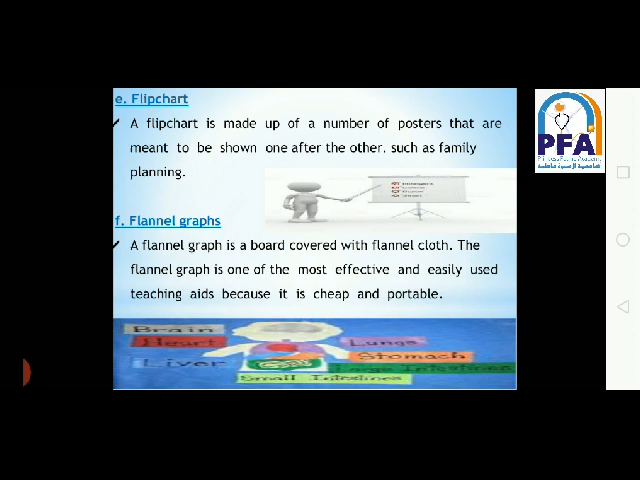 e. Flipchart
✓ A flipchart is made up of a number of posters that are
meant to be shown one after the other. such as family
planning.
f. Flannel graphs
✓ A flannel graph is a board covered with flannel cloth. The
flannel graph is one of the most effective and easily used
teaching aids because it is cheap and portable.
Brain
Heart
Liver
Lungs
Stomach
Large Intestines
Small Intestines
PFA
Princess Fatima Academy